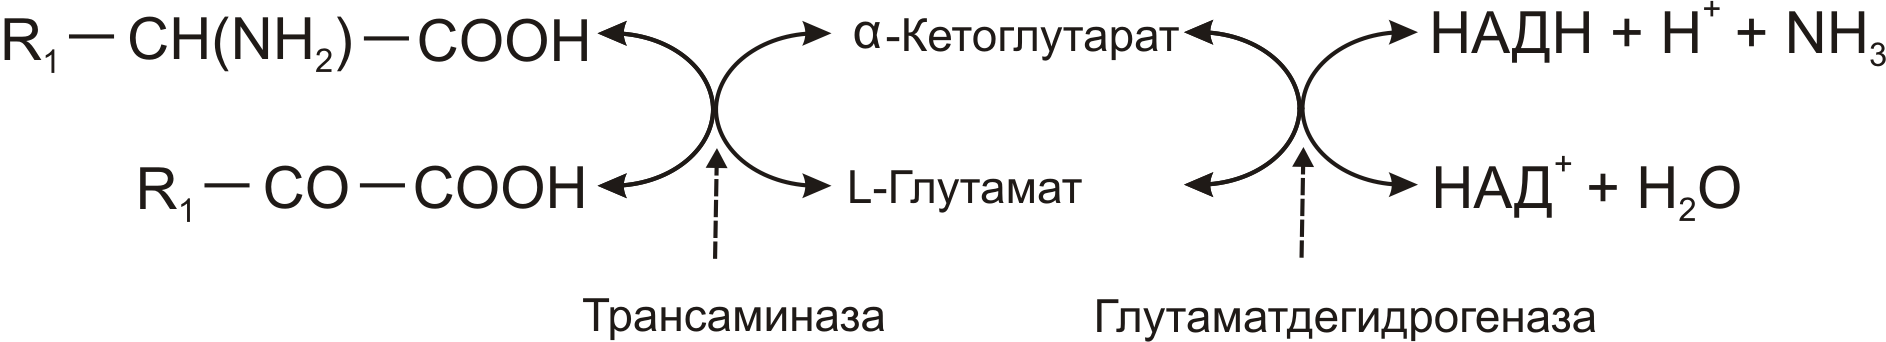 R₁ — CH(NH₂) — COOH α-Кетоглутарат НАДН + H⁺ + NH₃
R₁ — CO — COOH L-Глутамат НАД⁺ + H₂O
Трансаминаза Глутаматдегидрогеназа